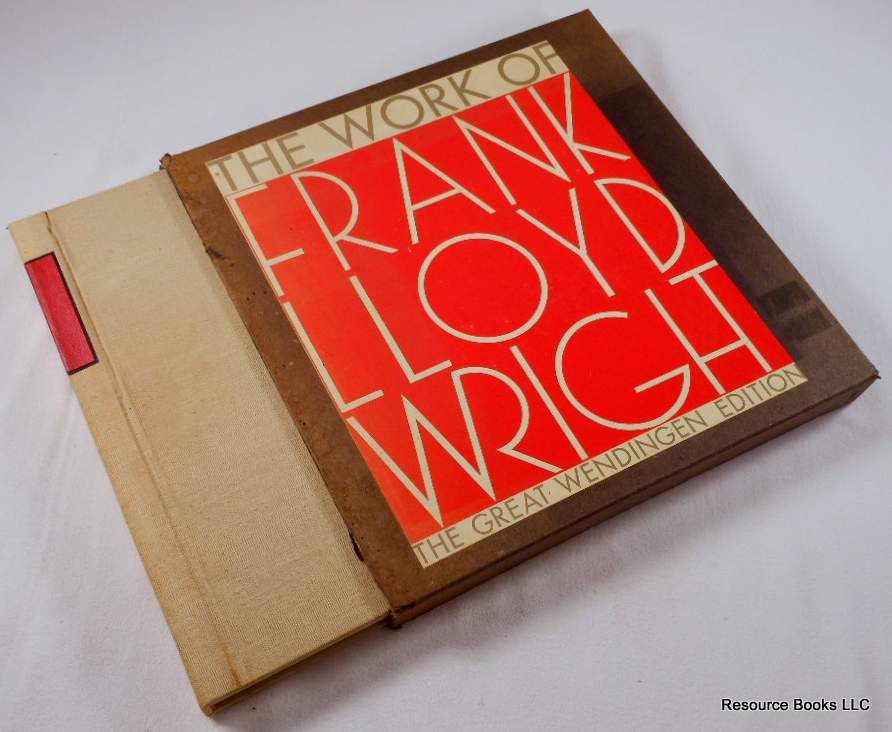 THE WORK OF
FRANK
LLOYD
WRIGHT
THE GREAT WENDINGEN EDITION
Resource Books LLC